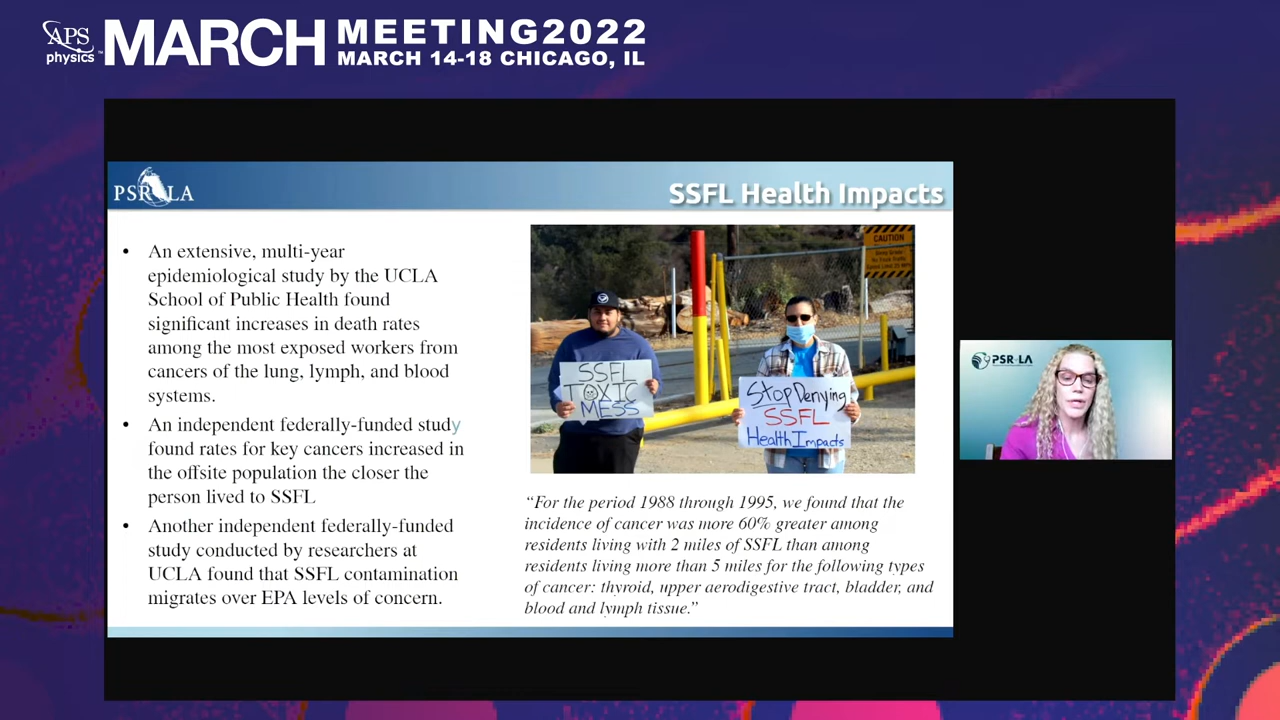 APS
physics
MARCH
MEETING2022
MARCH 14-18 CHICAGO, IL
PSR LA
SSFL Health Impacts
• An extensive, multi-year
epidemiological study by the UCLA
School of Public Health found
significant increases in death rates
among the most exposed workers from
cancers of the lung, lymph, and blood
systems.
• An independent federally-funded study
found rates for key cancers increased in
the offsite population the closer the
person lived to SSFL
• Another independent federally-funded
study conducted by researchers at
UCLA found that SSFL contamination
migrates over EPA levels of concern.
CAUTION
SSFL
TOXIC
MESS
Stop Denying
SSFL
Health Impacts
“For the period 1988 through 1995, we found that the
incidence of cancer was more 60% greater among
residents living with 2 miles of SSFL than among
residents living more than 5 miles for the following types
of cancer: thyroid, upper aerodigestive tract, bladder, and
blood and lymph tissue.”
PSR LA